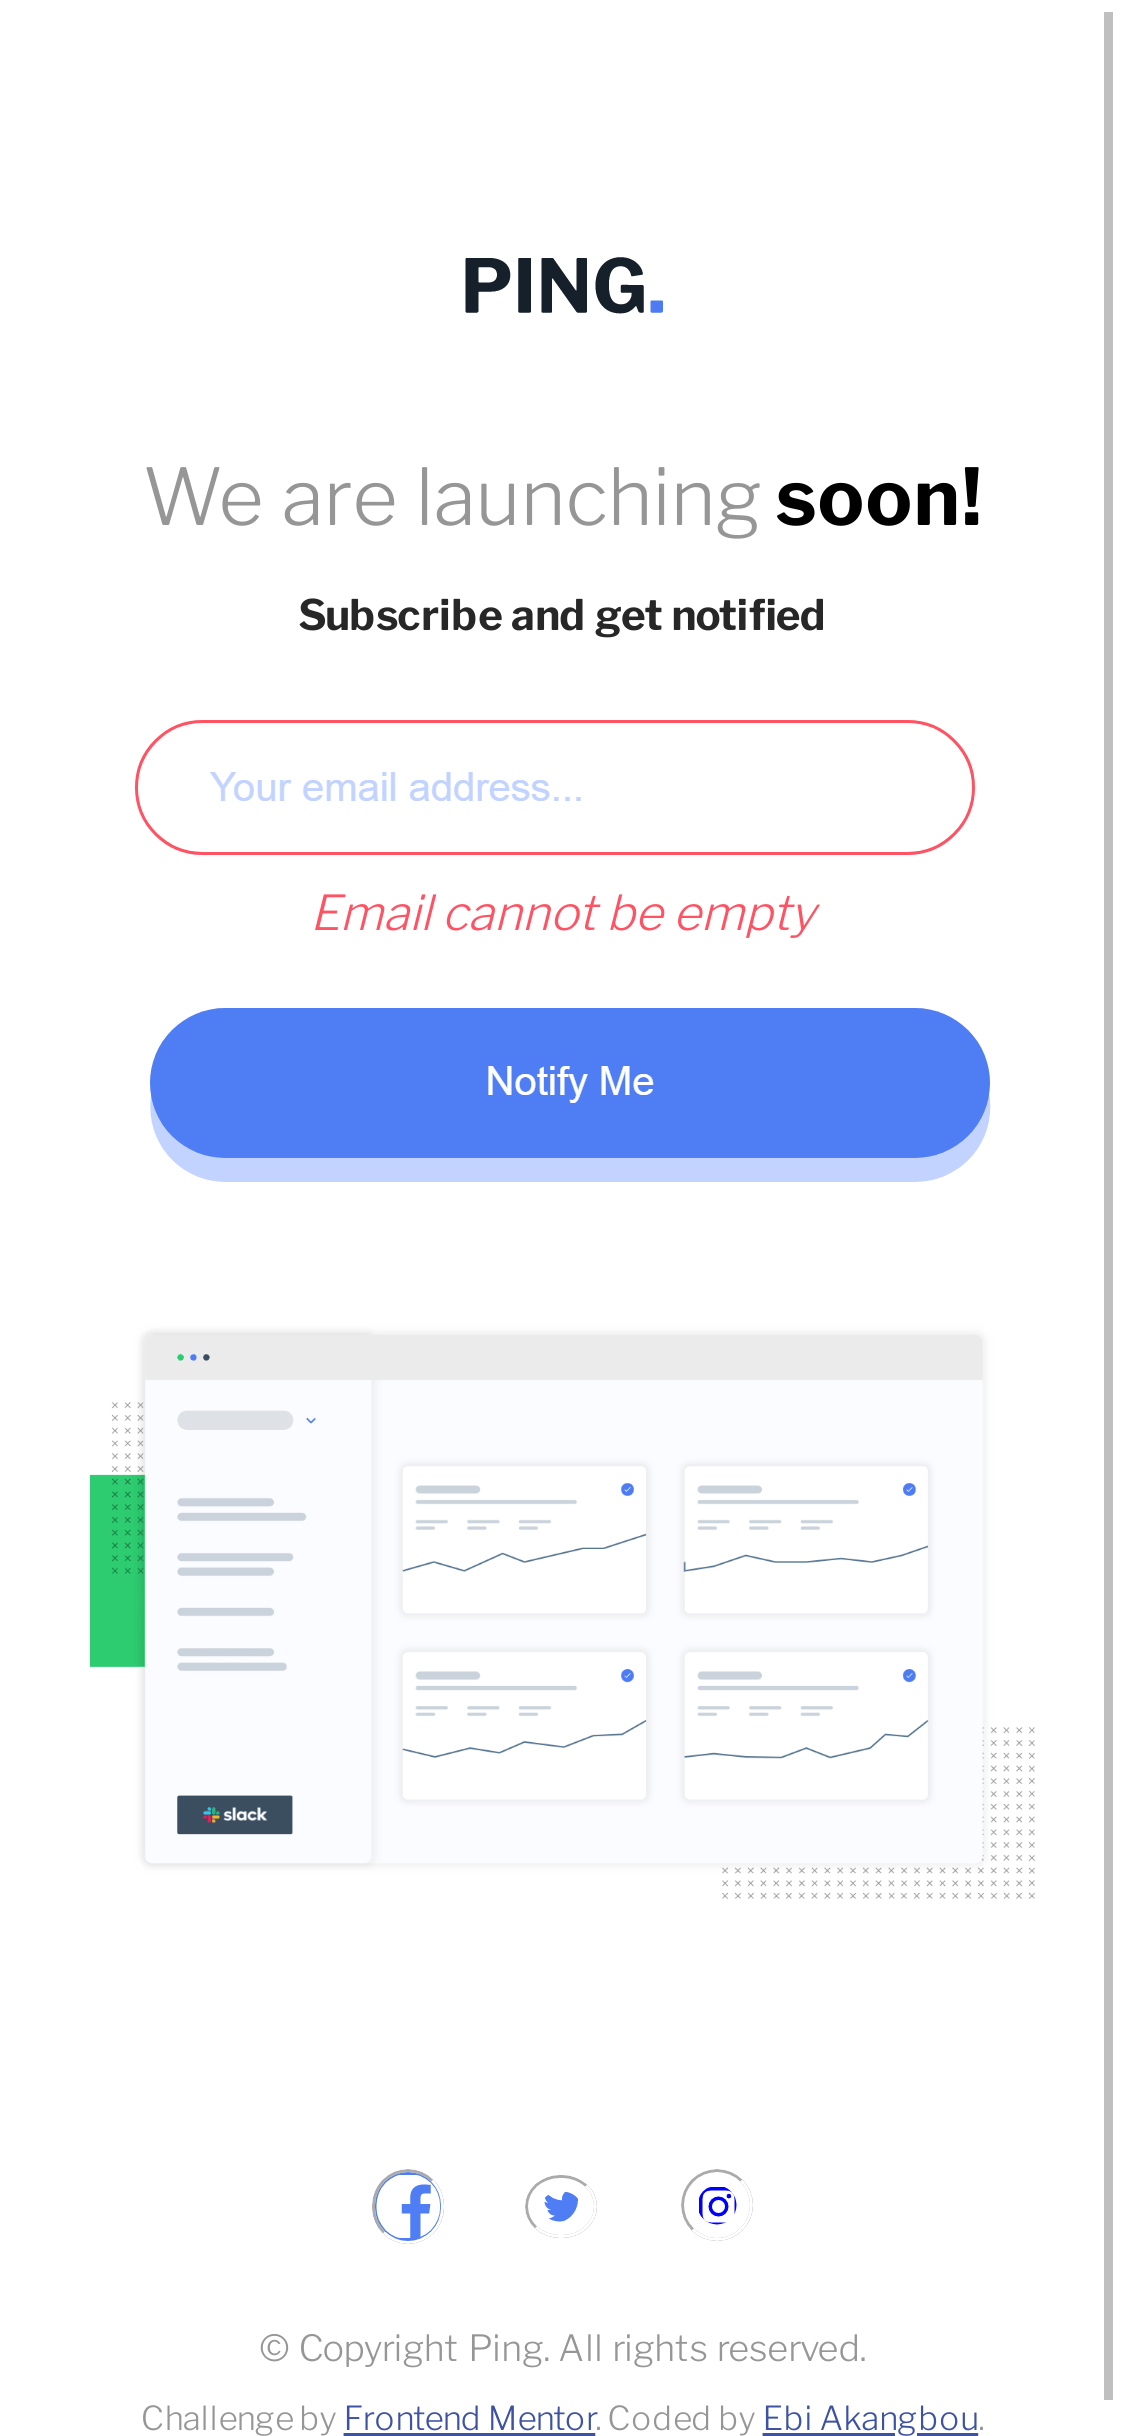 PING.
We are launching soon!
Subscribe and get notified
Your email address...
Email cannot be empty
Notify Me
slack
© Copyright Ping. All rights reserved.
Challenge by Frontend Mentor. Coded by Ebi Akangbou.